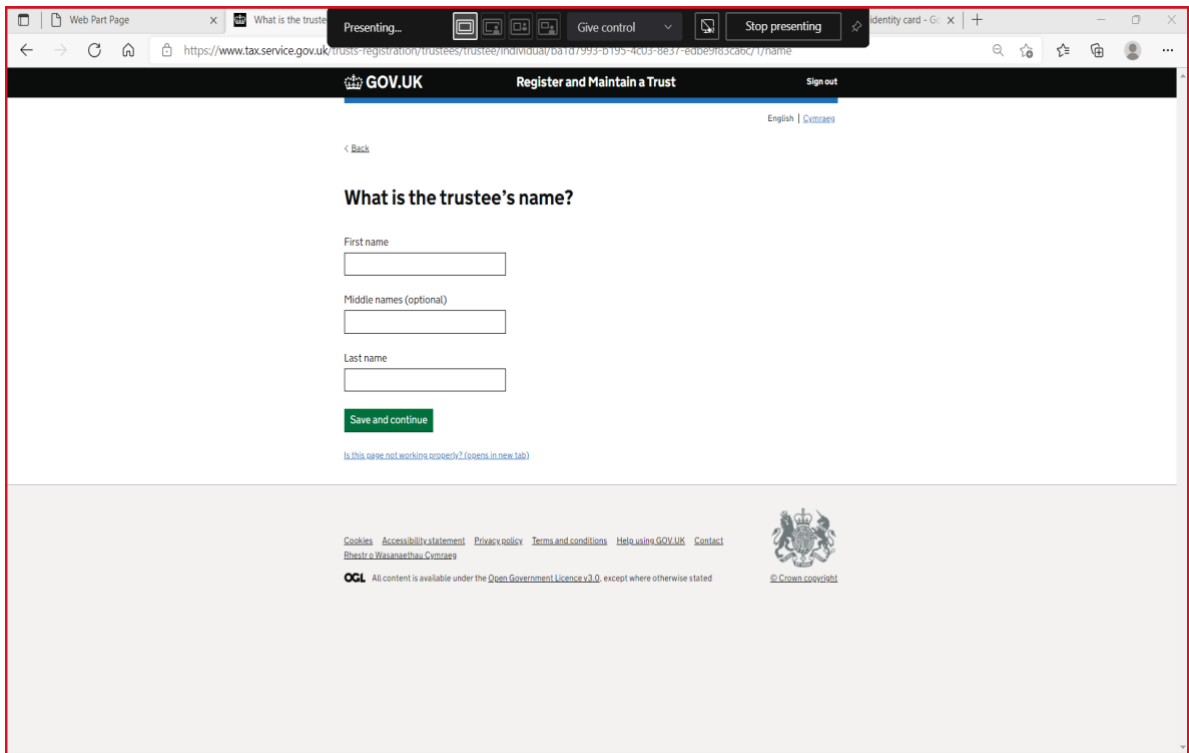 Web Part Page
What is the truste
Presenting...
Give control
Stop presenting
identity card - Go
https://www.tax.service.gov.uk/trusts-registration/trustees/trustee/individual/ba1d7993-b195-4c03-8e37-edbe9f83ca6c/1/name
GOV.UK Register and Maintain a Trust Sign out
English | Cymraeg
< Back
What is the trustee's name?
First name
Middle names (optional)
Last name
Save and continue
Is this page not working properly? (opens in new tab)
Cookies Accessibility statement Privacy policy Terms and conditions Help using GOV.UK Contact
Rhestr o Wasanaethau Cymraeg
OGL All content is available under the Open Government Licence v3.0, except where otherwise stated
© Crown copyright